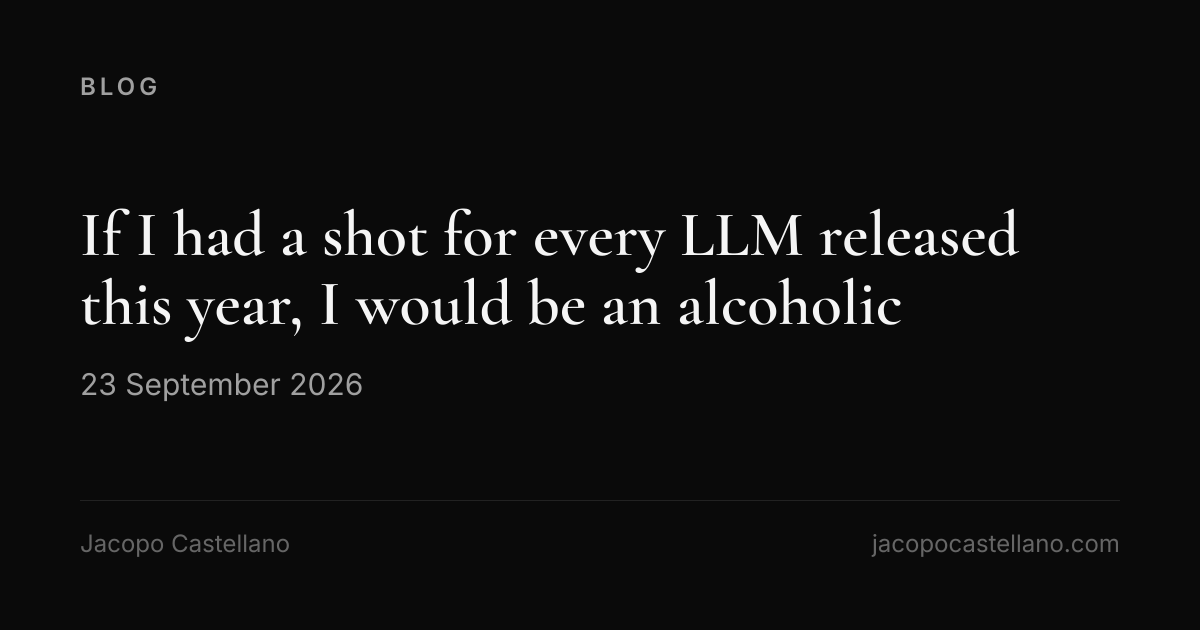 BLOG
If I had a shot for every LLM released
this year, I would be an alcoholic
23 September 2026
Jacopo Castellano
jacopocastellano.com